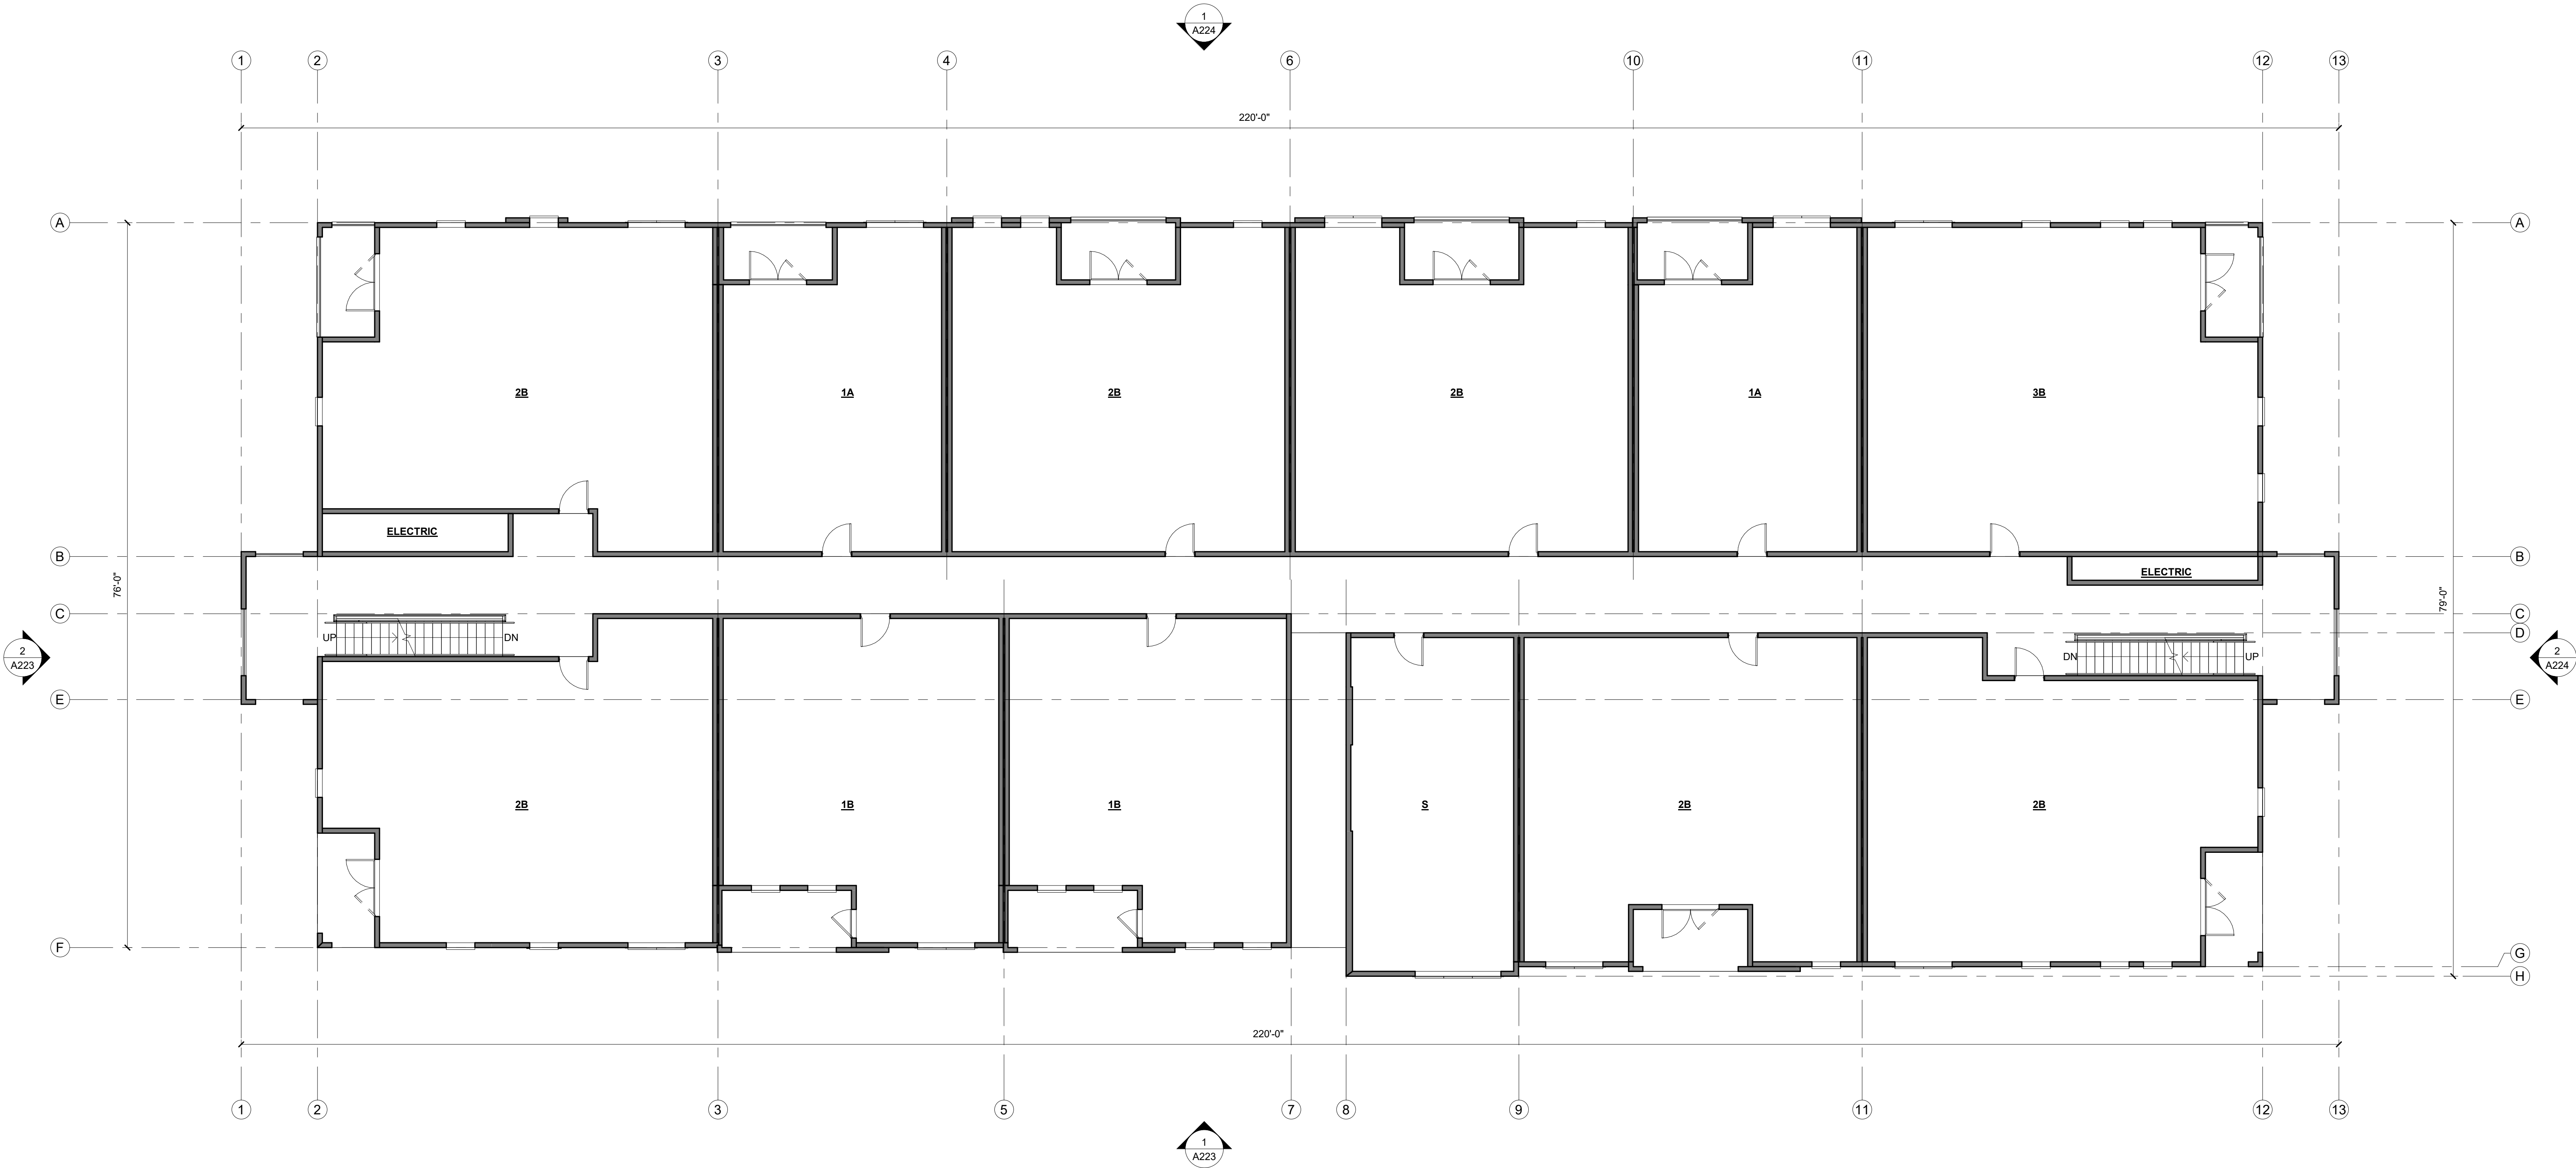 1
A224
1
2
3
4
6
10
11
12
13
220'-0"
A
A
2B
1A
2B
2B
1A
3B
ELECTRIC
B
B
ELECTRIC
76'-0"
79'-0"
C
C
D
UP
DN
DN
UP
2
A223
2
A224
E
E
2B
1B
1B
S
2B
2B
F
G
H
220'-0"
1
2
3
5
7
8
9
11
12
13
1
A223